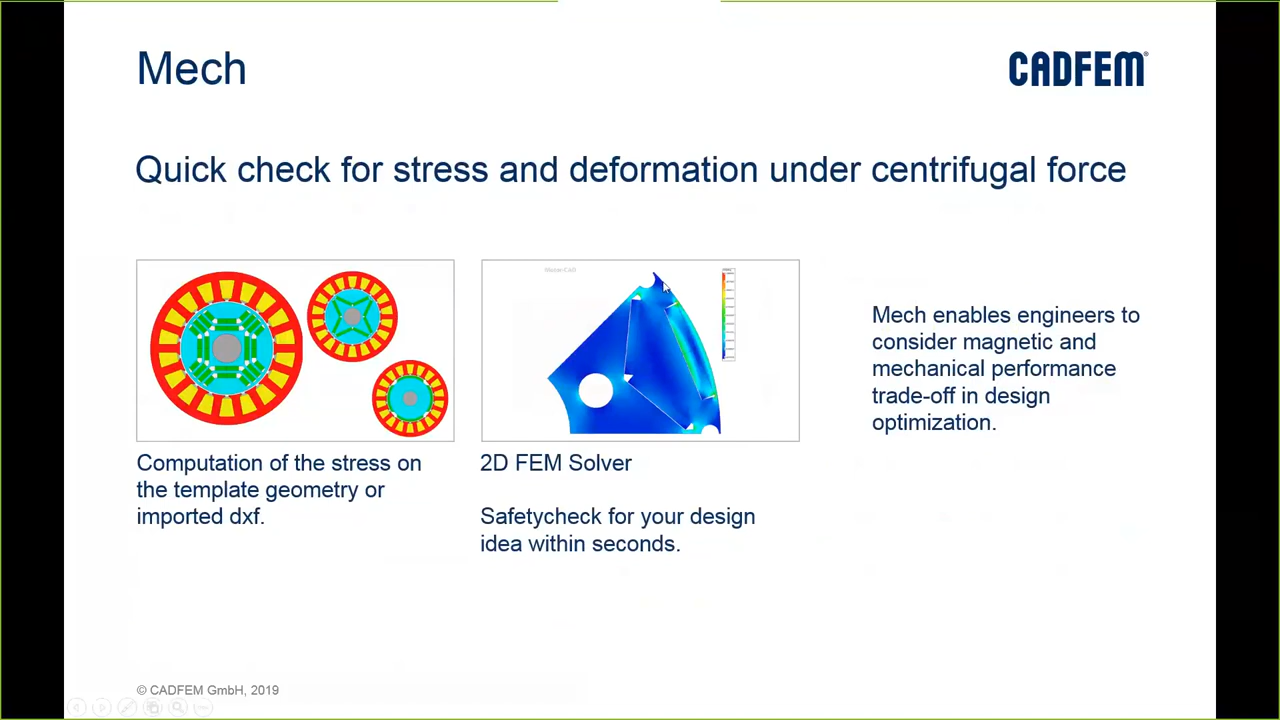 Mech
CADFEM®
Quick check for stress and deformation under centrifugal force
Motor-CAD
Computation of the stress on
the template geometry or
imported dxf.
2D FEM Solver
Safetycheck for your design
idea within seconds.
Mech enables engineers to
consider magnetic and
mechanical performance
trade-off in design
optimization.
© CADFEM GmbH, 2019